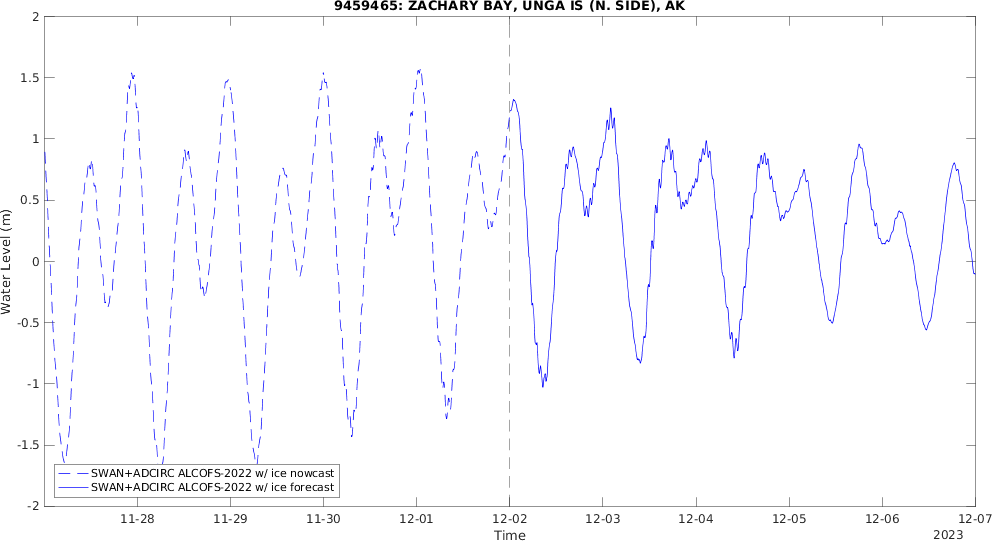 9459465: ZACHARY BAY, UNGA IS (N. SIDE), AK
Water Level (m)
2
1.5
1
0.5
0
-0.5
-1
-1.5
-2
SWAN+ADCIRC ALCOFS-2022 w/ ice nowcast
SWAN+ADCIRC ALCOFS-2022 w/ ice forecast
11-28 11-29 11-30 12-01 12-02 12-03 12-04 12-05 12-06 12-07
Time
2023